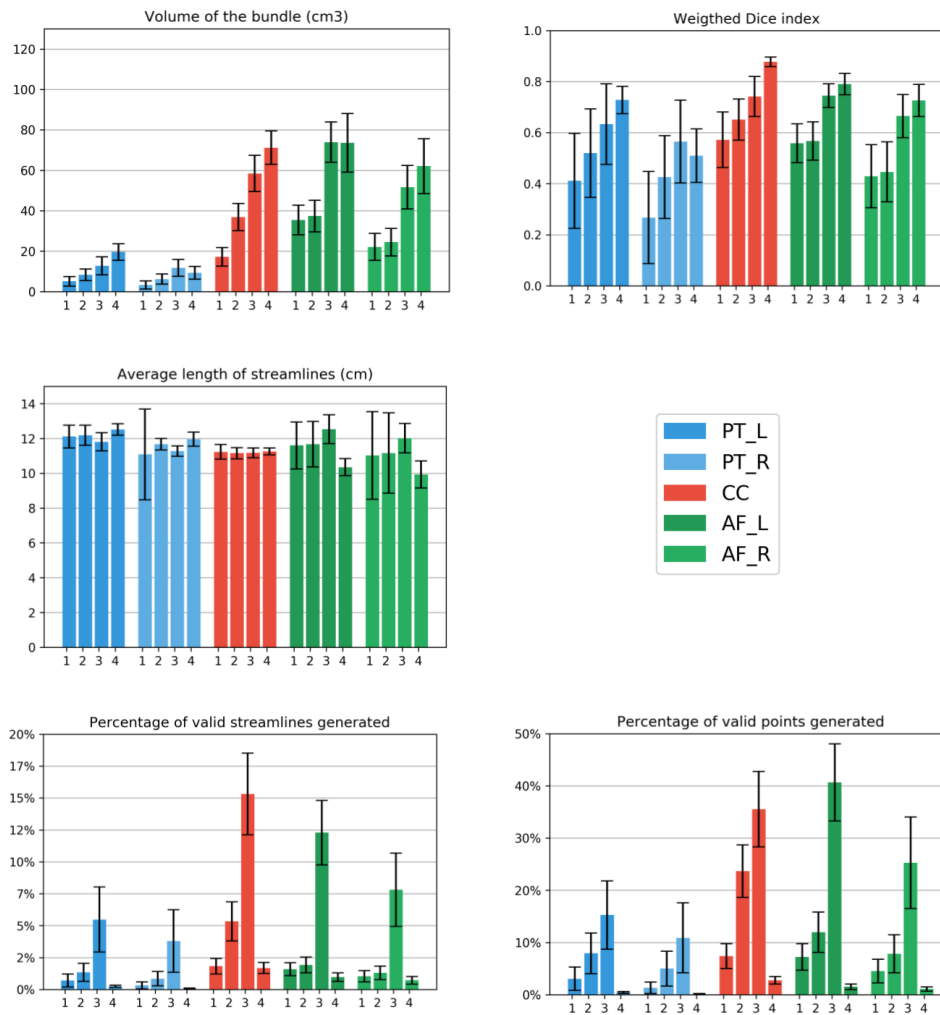 Volume of the bundle (cm3)
120
100
80
60
40
20
0
1 2 3 4 1 2 3 4 1 2 3 4 1 2 3 4 1 2 3 4
Weigthed Dice index
1.0
0.8
0.6
0.4
0.2
0.0
1 2 3 4 1 2 3 4 1 2 3 4 1 2 3 4 1 2 3 4
Average length of streamlines (cm)
14
12
10
8
6
4
2
0
1 2 3 4 1 2 3 4 1 2 3 4 1 2 3 4 1 2 3 4
PT_L
PT_R
CC
AF_L
AF_R
Percentage of valid streamlines generated
20%
17%
15%
12%
10%
7%
5%
2%
0%
1 2 3 4 1 2 3 4 1 2 3 4 1 2 3 4 1 2 3 4
Percentage of valid points generated
50%
40%
30%
20%
10%
0%
1 2 3 4 1 2 3 4 1 2 3 4 1 2 3 4 1 2 3 4